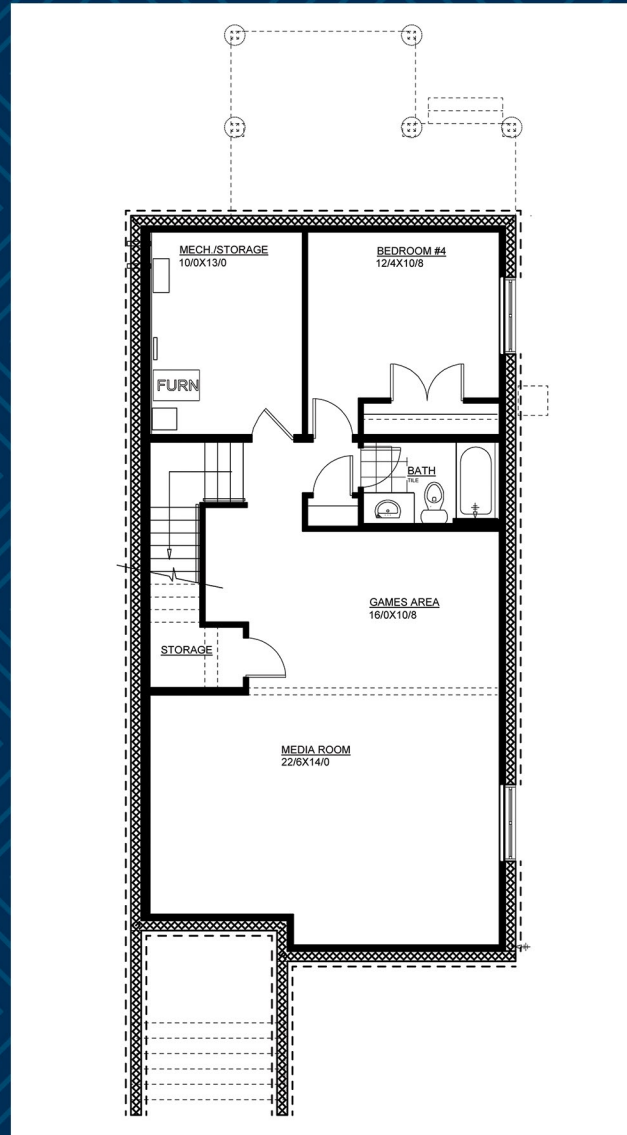 MECH./STORAGE
10/0X13/0
BEDROOM #4
12/4X10/8
FURN
BATH
TILE
GAMES AREA
16/0X10/8
STORAGE
MEDIA ROOM
22/6X14/0